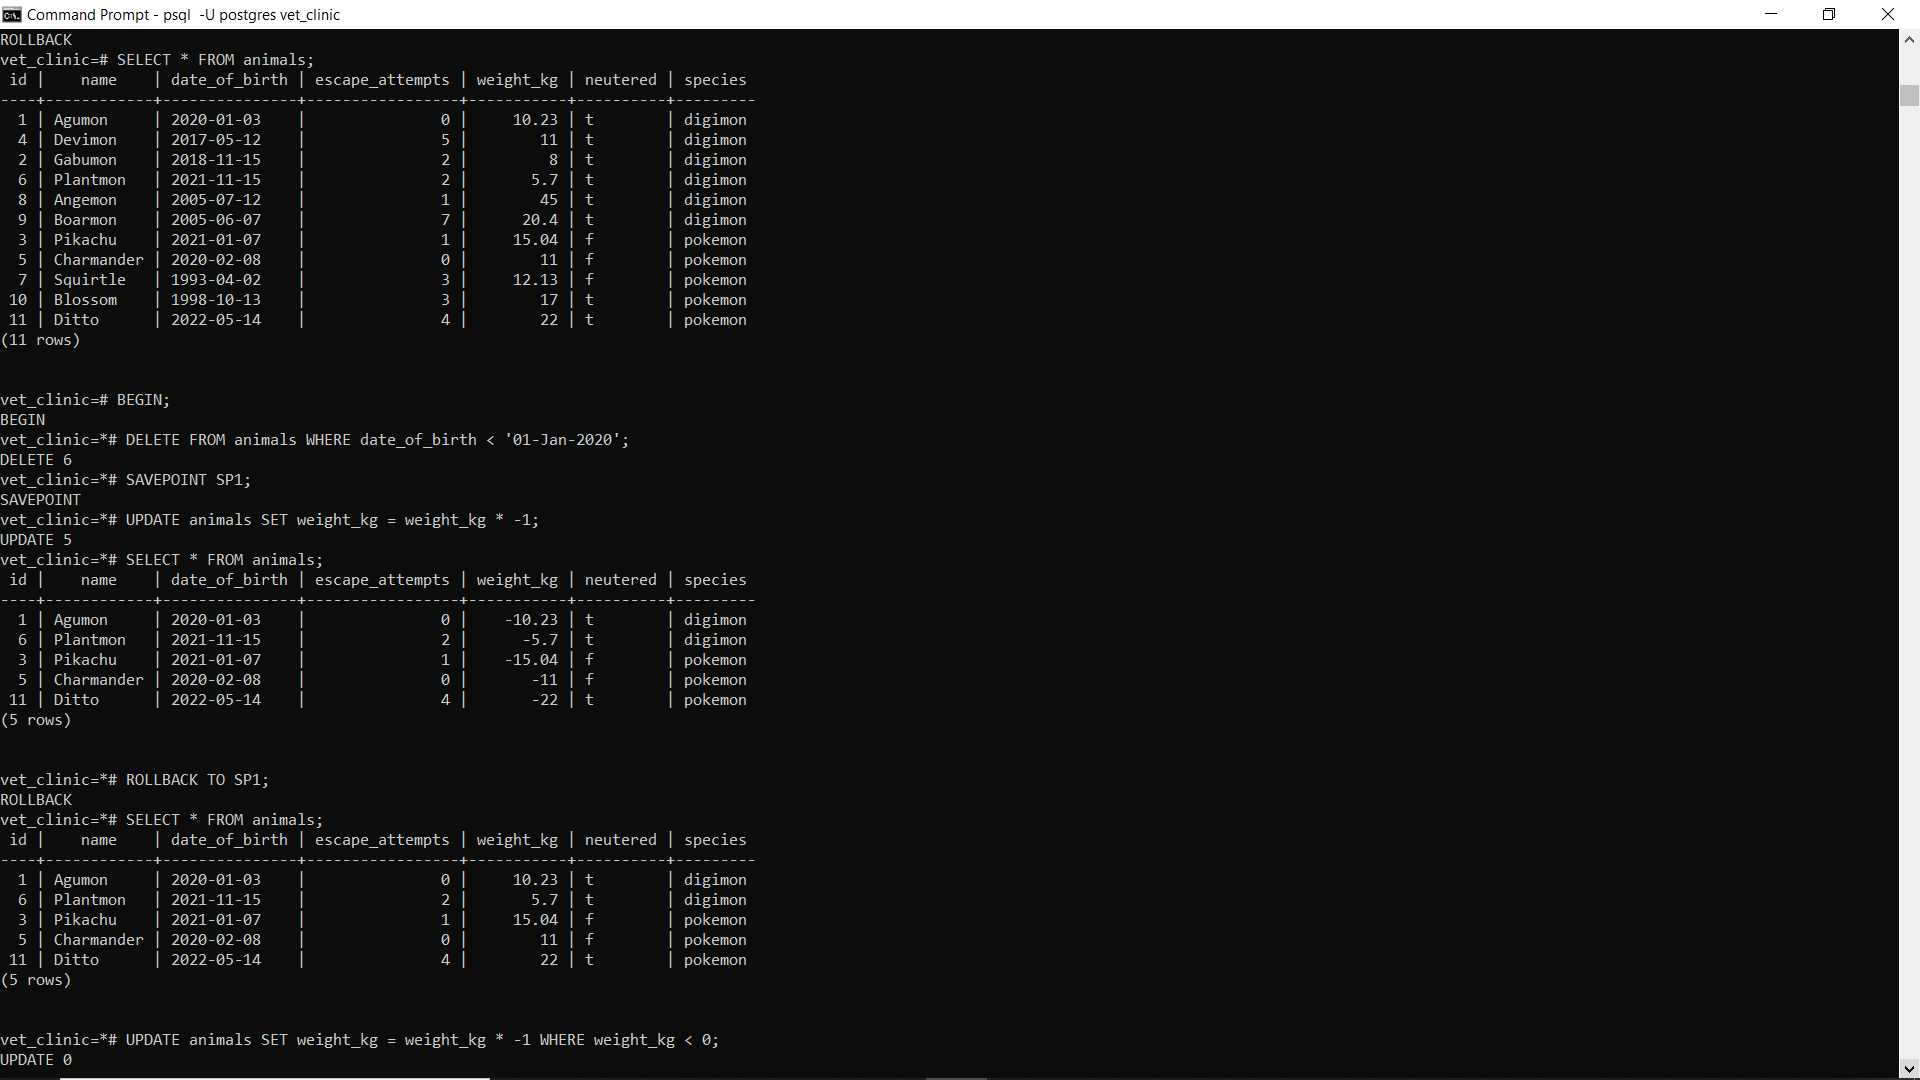 Command Prompt - psql  -U postgres vet_clinic
ROLLBACK
vet_clinic=# SELECT * FROM animals;
 id |    name    | date_of_birth | escape_attempts | weight_kg | neutered | species
----+------------+---------------+-----------------+-----------+----------+---------
  1 | Agumon     | 2020-01-03    |               0 |     10.23 | t        | digimon
  4 | Devimon    | 2017-05-12    |               5 |        11 | t        | digimon
  2 | Gabumon    | 2018-11-15    |               2 |         8 | t        | digimon
  6 | Plantmon   | 2021-11-15    |               2 |       5.7 | t        | digimon
  8 | Angemon    | 2005-07-12    |               1 |        45 | t        | digimon
  9 | Boarmon    | 2005-06-07    |               7 |      20.4 | t        | digimon
  3 | Pikachu    | 2021-01-07    |               1 |     15.04 | f        | pokemon
  5 | Charmander | 2020-02-08    |               0 |        11 | f        | pokemon
  7 | Squirtle   | 1993-04-02    |               3 |     12.13 | f        | pokemon
 10 | Blossom    | 1998-10-13    |               3 |        17 | t        | pokemon
 11 | Ditto      | 2022-05-14    |               4 |        22 | t        | pokemon
(11 rows)
vet_clinic=# BEGIN;
BEGIN
vet_clinic=*# DELETE FROM animals WHERE date_of_birth < '01-Jan-2020';
DELETE 6
vet_clinic=*# SAVEPOINT SP1;
SAVEPOINT
vet_clinic=*# UPDATE animals SET weight_kg = weight_kg * -1;
UPDATE 5
vet_clinic=*# SELECT * FROM animals;
 id |    name    | date_of_birth | escape_attempts | weight_kg | neutered | species
----+------------+---------------+-----------------+-----------+----------+---------
  1 | Agumon     | 2020-01-03    |               0 |    -10.23 | t        | digimon
  6 | Plantmon   | 2021-11-15    |               2 |      -5.7 | t        | digimon
  3 | Pikachu    | 2021-01-07    |               1 |    -15.04 | f        | pokemon
  5 | Charmander | 2020-02-08    |               0 |       -11 | f        | pokemon
 11 | Ditto      | 2022-05-14    |               4 |       -22 | t        | pokemon
(5 rows)
vet_clinic=*# ROLLBACK TO SP1;
ROLLBACK
vet_clinic=*# SELECT * FROM animals;
 id |    name    | date_of_birth | escape_attempts | weight_kg | neutered | species
----+------------+---------------+-----------------+-----------+----------+---------
  1 | Agumon     | 2020-01-03    |               0 |     10.23 | t        | digimon
  6 | Plantmon   | 2021-11-15    |               2 |       5.7 | t        | digimon
  3 | Pikachu    | 2021-01-07    |               1 |     15.04 | f        | pokemon
  5 | Charmander | 2020-02-08    |               0 |        11 | f        | pokemon
 11 | Ditto      | 2022-05-14    |               4 |        22 | t        | pokemon
(5 rows)
vet_clinic=*# UPDATE animals SET weight_kg = weight_kg * -1 WHERE weight_kg < 0;
UPDATE 0